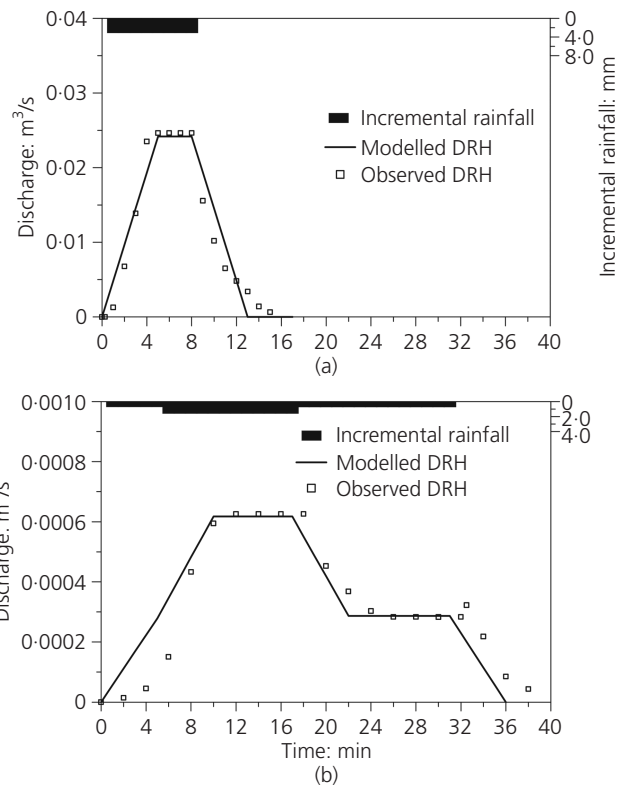 0·04
0·03
0·02
0·01
0
Discharge: m³/s
0
4·0
8·0
Incremental rainfall: mm
Incremental rainfall
Modelled DRH
Observed DRH
0 4 8 12 16 20 24 28 32 36 40
(a)
0·0010
0·0008
0·0006
0·0004
0·0002
0
Discharge: m³/s
0
2·0
4·0
Incremental rainfall
Modelled DRH
Observed DRH
0 4 8 12 16 20 24 28 32 36 40
Time: min
(b)